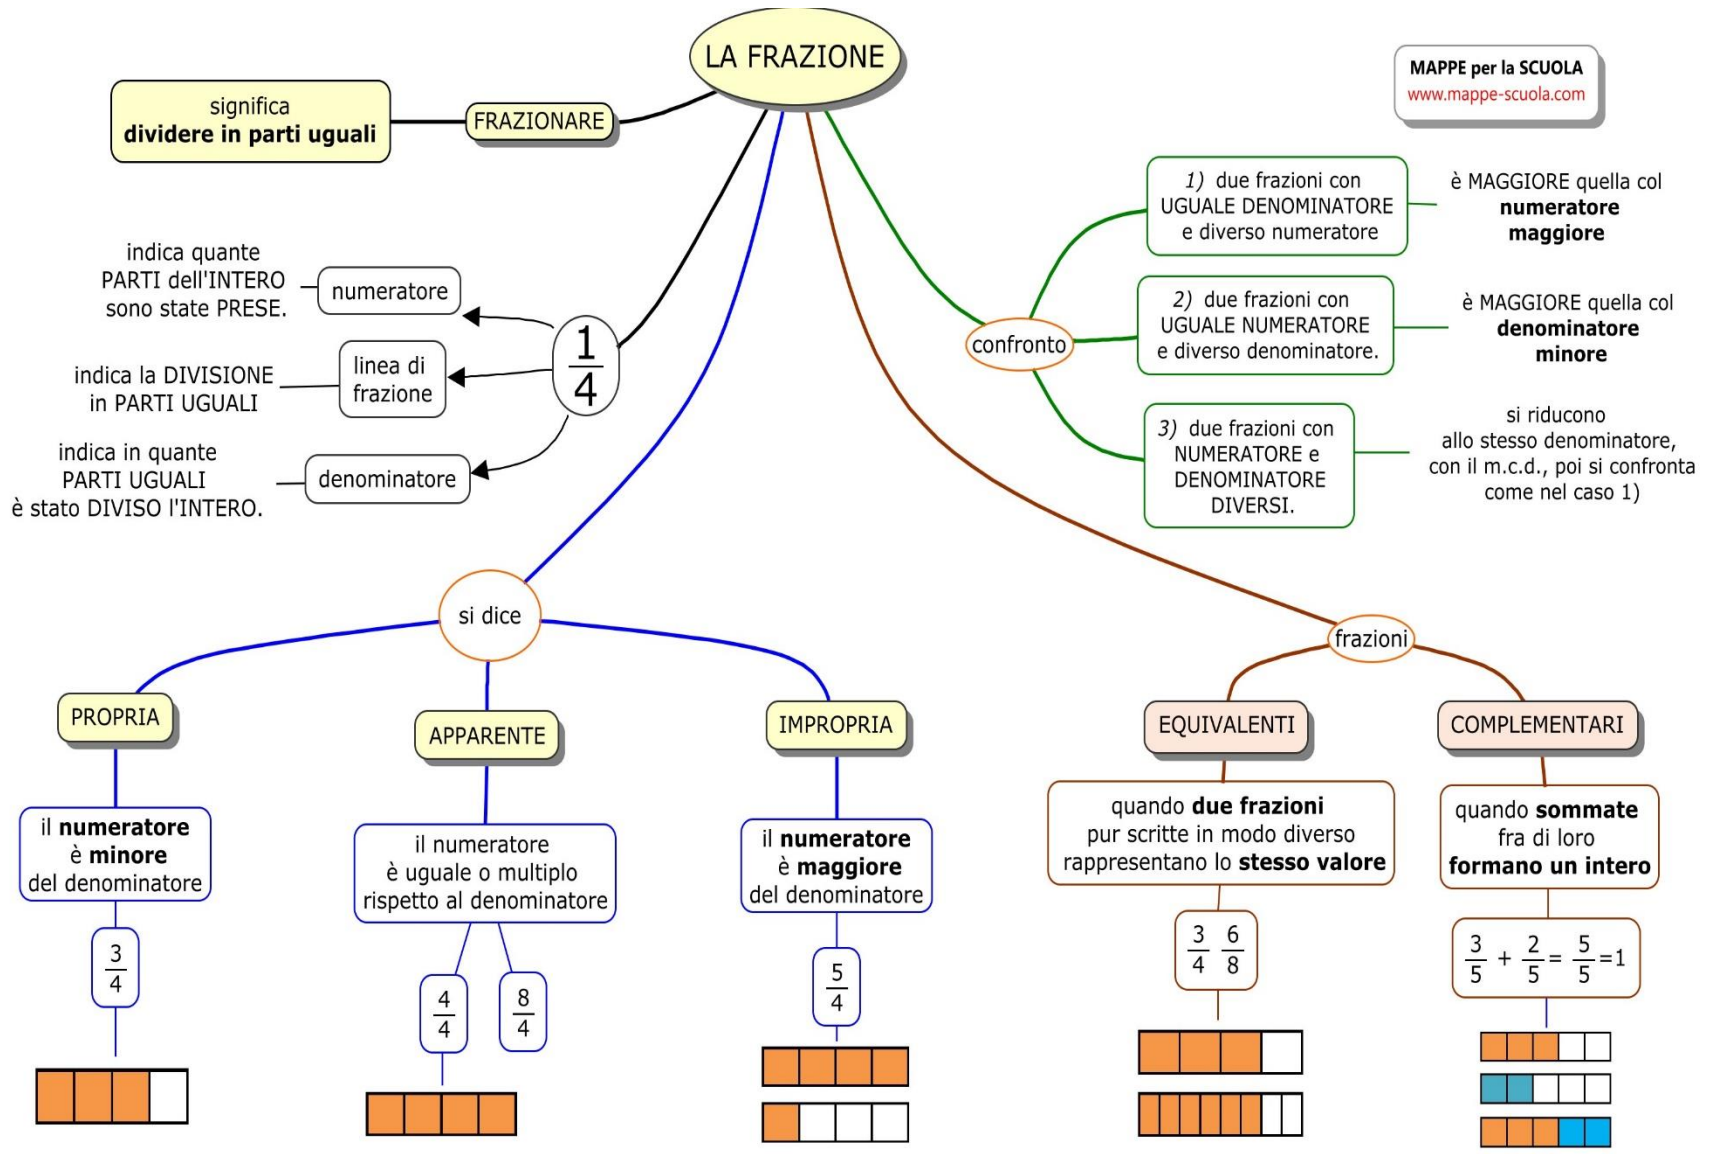 LA FRAZIONE
MAPPE per la SCUOLA
www.mappe-scuola.com
significa
dividere in parti uguali
FRAZIONARE
indica quante
PARTI dell'INTERO
sono state PRESE.
numeratore
indica la DIVISIONE
in PARTI UGUALI
linea di
frazione
indica in quante
PARTI UGUALI
è stato DIVISO l'INTERO.
denominatore
1
4
confronto
1) due frazioni con
UGUALE DENOMINATORE
e diverso numeratore
è MAGGIORE quella col
numeratore
maggiore
2) due frazioni con
UGUALE NUMERATORE
e diverso denominatore.
è MAGGIORE quella col
denominatore
minore
3) due frazioni con
NUMERATORE e
DENOMINATORE
DIVERSI.
si riducono
allo stesso denominatore,
con il m.c.d., poi si confronta
come nel caso 1)
si dice
PROPRIA
il numeratore
è minore
del denominatore
3
4
APPARENTE
il numeratore
è uguale o multiplo
rispetto al denominatore
4
4
8
4
IMPROPRIA
il numeratore
è maggiore
del denominatore
5
4
frazioni
EQUIVALENTI
quando due frazioni
pur scritte in modo diverso
rappresentano lo stesso valore
3 6
4 8
COMPLEMENTARI
quando sommate
fra di loro
formano un intero
3/5 + 2/5 = 5/5 =1